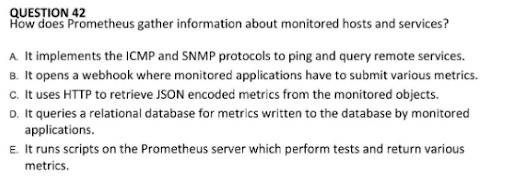 QUESTION 42
How does Prometheus gather information about monitored hosts and services?
A. It implements the ICMP and SNMP protocols to ping and query remote services.
B. It opens a webhook where monitored applications have to submit various metrics.
C. It uses HTTP to retrieve JSON encoded metrics from the monitored objects.
D. It queries a relational database for metrics written to the database by monitored
applications.
E. It runs scripts on the Prometheus server which perform tests and return various
metrics.